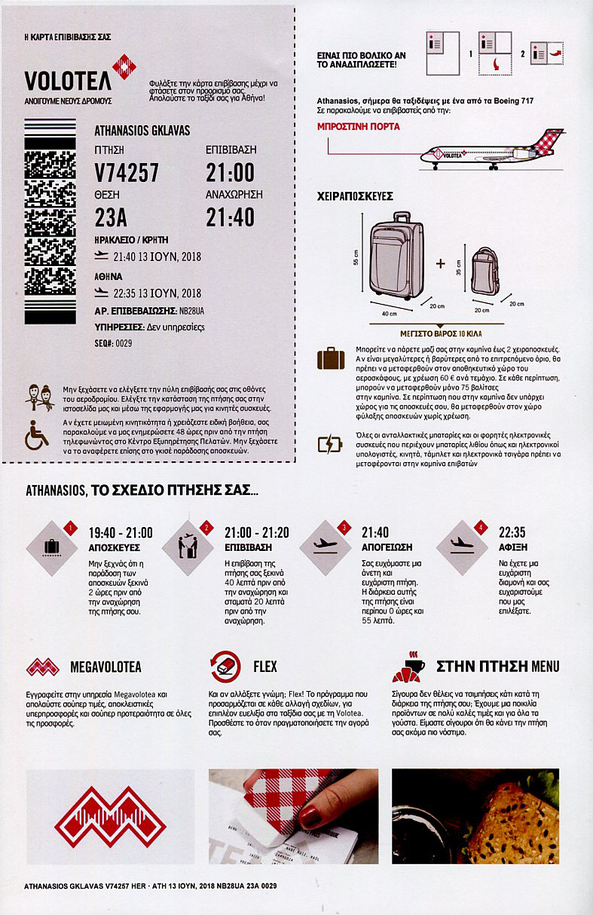 Η ΚΑΡΤΑ ΕΠΙΒΙΒΑΣΗΣ ΣΑΣ
VOLOTEA
ΑΝΟΙΓΟΥΜΕ ΝΕΟΥΣ ΔΡΟΜΟΥΣ
Φυλάξτε την κάρτα επιβίβασης μέχρι να
φτάσετε στον προορισμό σας.
Απολαύστε το ταξίδι σας για Αθήνα!
ATHANASIOS GKLAVAS
ΠΤΗΣΗ ΕΠΙΒΙΒΑΣΗ
V74257 21:00
ΘΕΣΗ ΑΝΑΧΩΡΗΣΗ
23A 21:40
ΗΡΑΚΛΕΙΟ / ΚΡΗΤΗ
21:40 13 ΙΟΥΝ, 2018
ΑΘΗΝΑ
22:35 13 ΙΟΥΝ, 2018
ΑΡ. ΕΠΙΒΕΒΑΙΩΣΗΣ: NB28UA
ΥΠΗΡΕΣΙΕΣ: Δεν υπηρεσίεςς
SEQ#: 0029
Μην ξεχάσετε να ελέγξετε την πύλη επιβίβασής σας στις οθόνες
του αεροδρομίου. Ελέγξτε την κατάσταση της πτήσης σας στην
ιστοσελίδα μας και μέσω της εφαρμογής μας για κινητές συσκευές.
Αν έχετε μειωμένη κινητικότητα ή χρειάζεστε ειδική βοήθεια, σας
παρακαλούμε να μας ενημερώσετε 48 ώρες πριν από την πτήση
τηλεφωνώντας στο Κέντρο Εξυπηρέτησης Πελατών. Μην ξεχάσετε
να το αναφέρετε επίσης στο γκισέ παράδοσης αποσκευών.
ΕΙΝΑΙ ΠΙΟ ΒΟΛΙΚΟ ΑΝ
ΤΟ ΑΝΑΔΙΠΛΩΣΕΤΕ!
1 2
Athanasios, σήμερα θα ταξιδέψεις με ένα από τα Boeing 717
Σε παρακαλούμε να επιβιβαστείς από την:
ΜΠΡΟΣΤΙΝΗ ΠΟΡΤΑ
VOLOTEA
ΧΕΙΡΑΠΟΣΚΕΥΕΣ
55 cm
40 cm
20 cm
+
35 cm
20 cm
20 cm
ΜΕΓΙΣΤΟ ΒΑΡΟΣ 10 ΚΙΛΑ
Μπορείτε να πάρετε μαζί σας στην καμπίνα έως 2 χειραποσκευές.
Αν είναι μεγαλύτερες ή βαρύτερες από το επιτρεπόμενο όριο, θα
πρέπει να μεταφερθούν στον αποθηκευτικό χώρο του
αεροσκάφους, με χρέωση 60 € ανά τεμάχιο. Σε κάθε περίπτωση,
μπορούν να μεταφερθούν μόνο 75 βαλίτσες
στην καμπίνα. Σε περίπτωση που στην καμπίνα δεν υπάρχει
χώρος για τις αποσκευές σου, θα μεταφερθούν στον χώρο
φύλαξης αποσκευών χωρίς χρέωση.
Όλες οι ανταλλακτικές μπαταρίες και οι φορητές ηλεκτρονικές
συσκευές που περιέχουν μπαταρίες λιθίου όπως και ηλεκτρονικοί
υπολογιστές, κινητά, τάμπλετ και ηλεκτρονικά τσιγάρα πρέπει να
μεταφέρονται στην καμπίνα επιβατών
ATHANASIOS, ΤΟ ΣΧΕΔΙΟ ΠΤΗΣΗΣ ΣΑΣ...
1
19:40 - 21:00
ΑΠΟΣΚΕΥΕΣ
Μην ξεχνάς ότι η
παράδοση των
αποσκευών ξεκινά
2 ώρες πριν από
την αναχώρηση
της πτήσης σου.
2
21:00 - 21:20
ΕΠΙΒΙΒΑΣΗ
Η επιβίβαση της
πτήσης σας ξεκινά
40 λεπτά πριν από
την αναχώρηση και
σταματά 20 λεπτά
πριν από την
αναχώρηση.
3
21:40
ΑΠΟΓΕΙΩΣΗ
Σας ευχόμαστε μια
άνετη και
ευχάριστη πτήση.
Η διάρκεια αυτής
της πτήσης είναι
περίπου 0 ώρες και
55 λεπτά.
4
22:35
ΑΦΙΞΗ
Να έχετε μια
ευχάριστη
διαμονή και σας
ευχαριστούμε
που μας
επιλέξατε.
MEGAVOLOTEA
Εγγραφείτε στην υπηρεσία Megavolotea και
απολαύστε σούπερ τιμές, αποκλειστικές
υπερπροσφορές και σούπερ προτεραιότητα σε όλες
τις προσφορές.
FLEX
Και αν αλλάξετε γνώμη; Flex! Το πρόγραμμα που
προσαρμόζεται σε κάθε αλλαγή σχεδίων, για
επιπλέον ευελιξία στα ταξίδια σας με τη Volotea.
Προσθέστε το όταν πραγματοποιήσετε την αγορά
σας.
ΣΤΗΝ ΠΤΗΣΗ MENU
Σίγουρα δεν θέλεις να τσιμπήσεις κάτι κατά τη
διάρκεια της πτήσης σου; Έχουμε μια ποικιλία
προϊόντων σε πολύ καλές τιμές και για όλα τα
γούστα. Είμαστε σίγουροι ότι θα κάνει την πτήση
σας ακόμα πιο νόστιμο.
ATHANASIOS GKLAVAS V74257 HER - ATH 13 ΙΟΥΝ, 2018 NB28UA 23A 0029